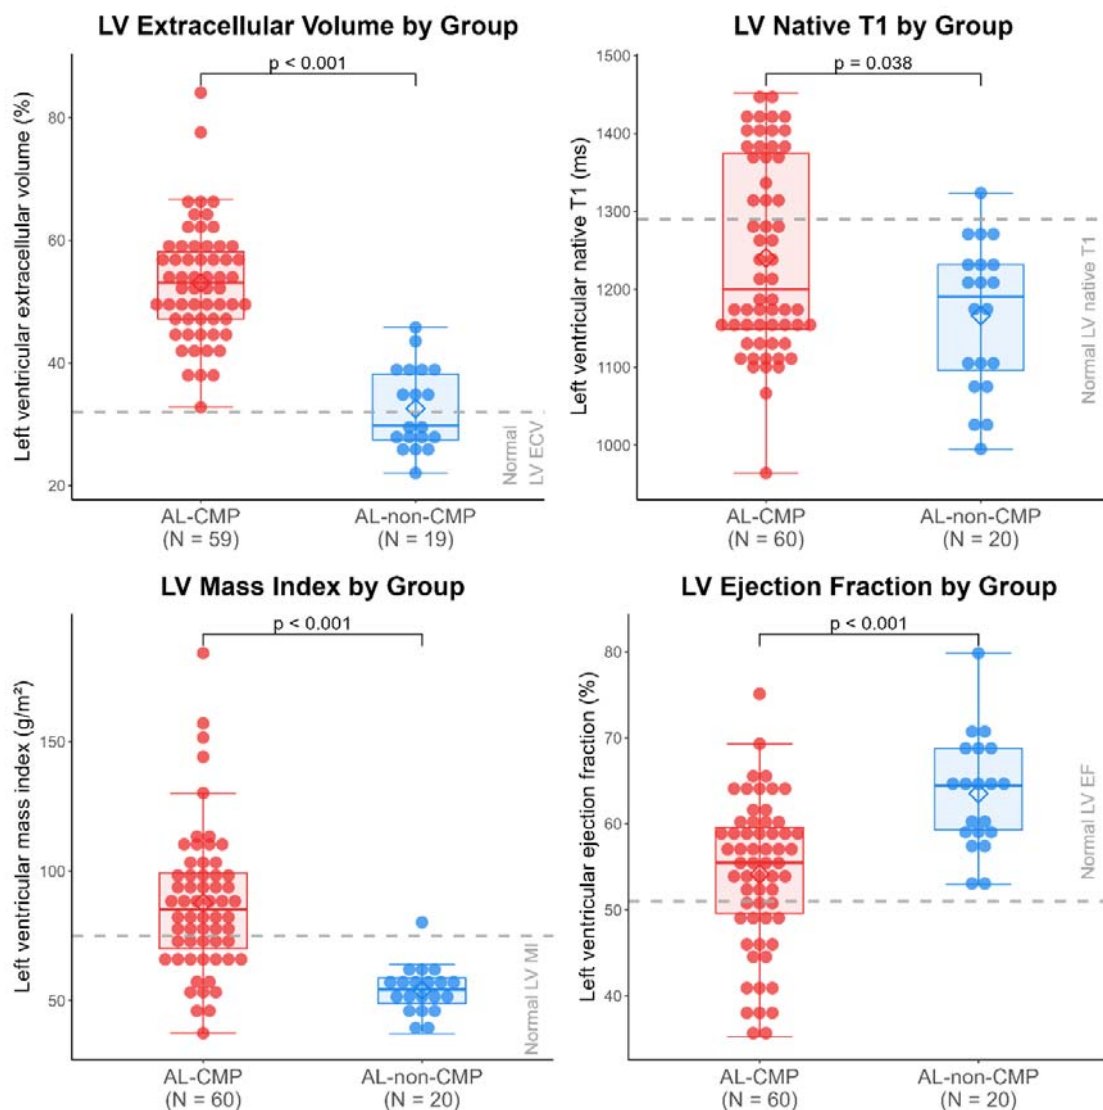 LV Extracellular Volume by Group
p < 0.001
Left ventricular extracellular volume (%)
80
60
40
20
Normal
LV ECV
AL-CMP
(N = 59)
AL-non-CMP
(N = 19)
LV Native T1 by Group
p = 0.038
Left ventricular native T1 (ms)
1500
1400
1300
1200
1100
1000
Normal LV native T1
AL-CMP
(N = 60)
AL-non-CMP
(N = 20)
LV Mass Index by Group
p < 0.001
Left ventricular mass index (g/m²)
150
100
50
Normal LV MI
AL-CMP
(N = 60)
AL-non-CMP
(N = 20)
LV Ejection Fraction by Group
p < 0.001
Left ventricular ejection fraction (%)
80
70
60
50
40
Normal LV EF
AL-CMP
(N = 60)
AL-non-CMP
(N = 20)